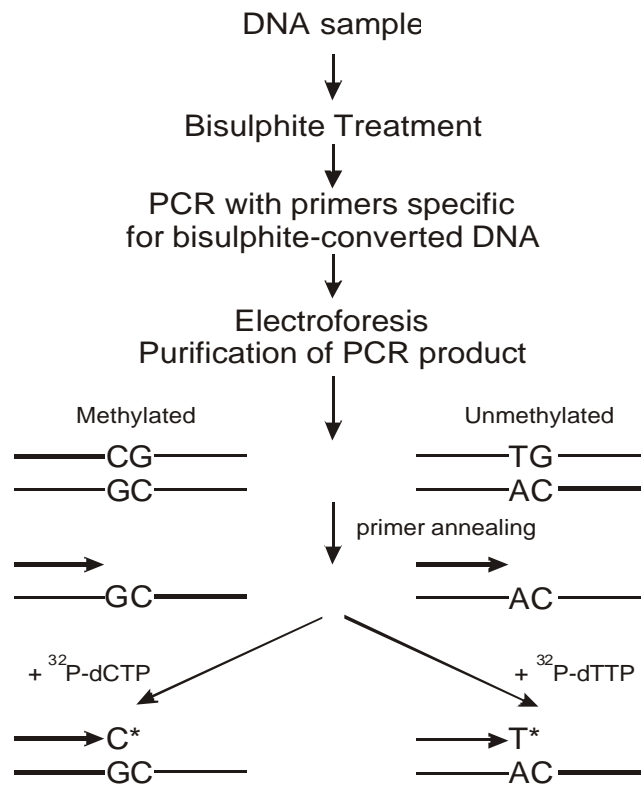 DNA sample
Bisulphite Treatment
PCR with primers specific
for bisulphite-converted DNA
Electroforesis
Purification of PCR product
Methylated
Unmethylated
CG
TG
GC
AC
primer annealing
GC
AC
+ ³²P-dCTP
+ ³²P-dTTP
C*
T*
GC
AC